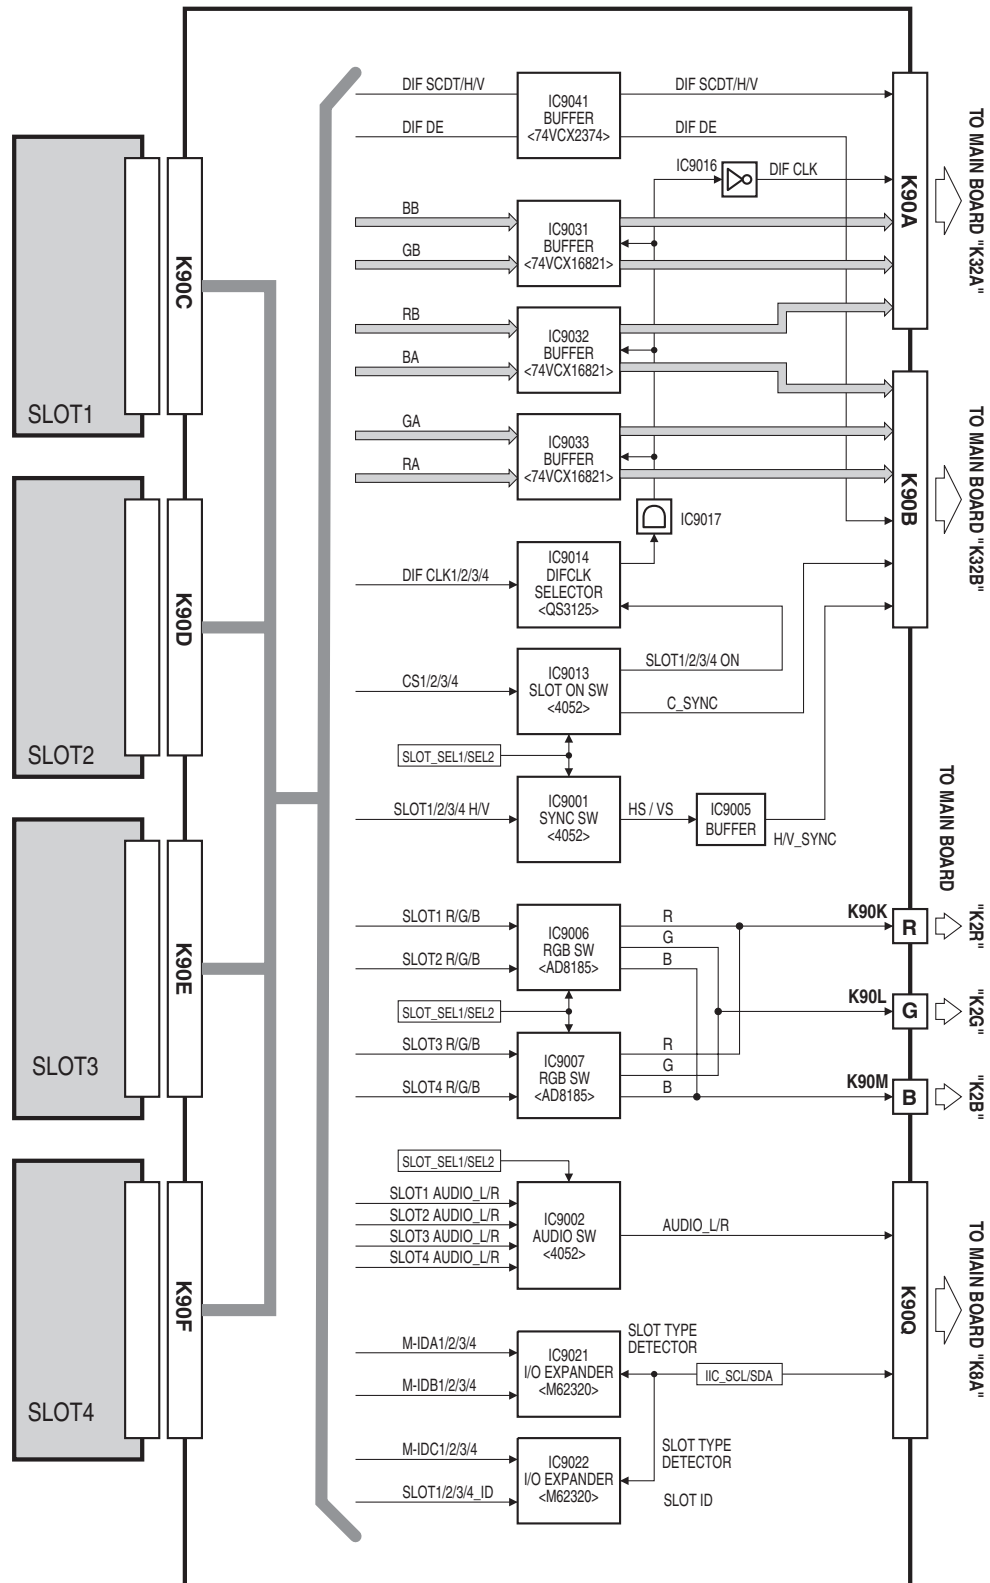 SLOT1
K90C
SLOT2
K90D
SLOT3
K90E
SLOT4
K90F
DIF SCDT/H/V
DIF DE
IC9041
BUFFER
<74VCX2374>
DIF SCDT/H/V
DIF DE
IC9016
DIF CLK
BB
GB
IC9031
BUFFER
<74VCX16821>
RB
BA
IC9032
BUFFER
<74VCX16821>
GA
RA
IC9033
BUFFER
<74VCX16821>
IC9017
DIF CLK1/2/3/4
IC9014
DIFCLK
SELECTOR
<QS3125>
SLOT1/2/3/4 ON
CS1/2/3/4
IC9013
SLOT ON SW
<4052>
C_SYNC
SLOT_SEL1/SEL2
SLOT1/2/3/4 H/V
IC9001
SYNC SW
<4052>
HS / VS
IC9005
BUFFER
H/V_SYNC
K90A
TO MAIN BOARD "K32A"
K90B
TO MAIN BOARD "K32B"
SLOT1 R/G/B
SLOT2 R/G/B
IC9006
RGB SW
<AD8185>
R
G
B
SLOT_SEL1/SEL2
SLOT3 R/G/B
SLOT4 R/G/B
IC9007
RGB SW
<AD8185>
R
G
B
TO MAIN BOARD
K90K
R
"K2R"
K90L
G
"K2G"
K90M
B
"K2B"
SLOT_SEL1/SEL2
SLOT1 AUDIO_L/R
SLOT2 AUDIO_L/R
SLOT3 AUDIO_L/R
SLOT4 AUDIO_L/R
IC9002
AUDIO SW
<4052>
AUDIO_L/R
K90Q
TO MAIN BOARD "K8A"
M-IDA1/2/3/4
M-IDB1/2/3/4
IC9021
I/O EXPANDER
<M62320>
SLOT TYPE
DETECTOR
IIC_SCL/SDA
M-IDC1/2/3/4
SLOT1/2/3/4_ID
IC9022
I/O EXPANDER
<M62320>
SLOT TYPE
DETECTOR
SLOT ID